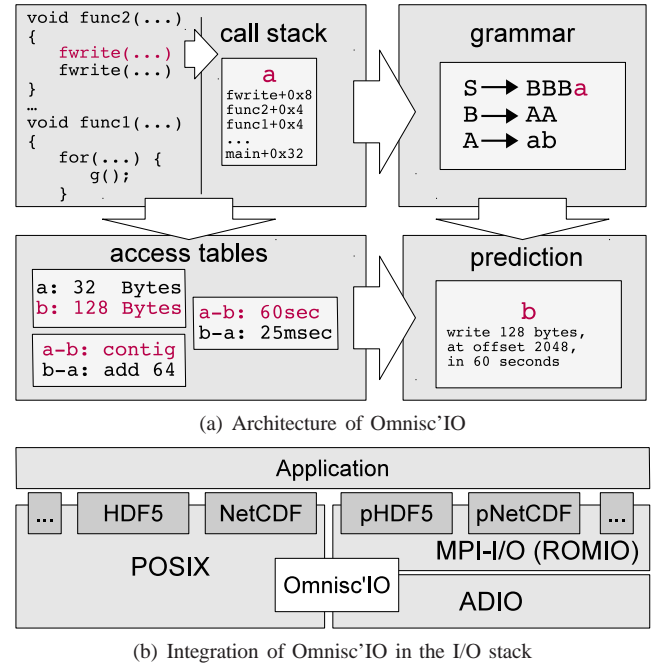 void func2(...)
{
fwrite(...)
fwrite(...)
}
…
void func1(...)
{
for(...) {
g();
}
call stack
a
fwrite+0x8
func2+0x4
func1+0x4
...
main+0x32
grammar
S → BBBa
B → AA
A → ab
access tables
a: 32 Bytes
b: 128 Bytes
a-b: 60sec
b-a: 25msec
a-b: contig
b-a: add 64
prediction
b
write 128 bytes,
at offset 2048,
in 60 seconds
(a) Architecture of Omnisc'IO
Application
... HDF5 NetCDF pHDF5 pNetCDF ...
POSIX
MPI-I/O (ROMIO)
Omnisc'IO
ADIO
(b) Integration of Omnisc'IO in the I/O stack